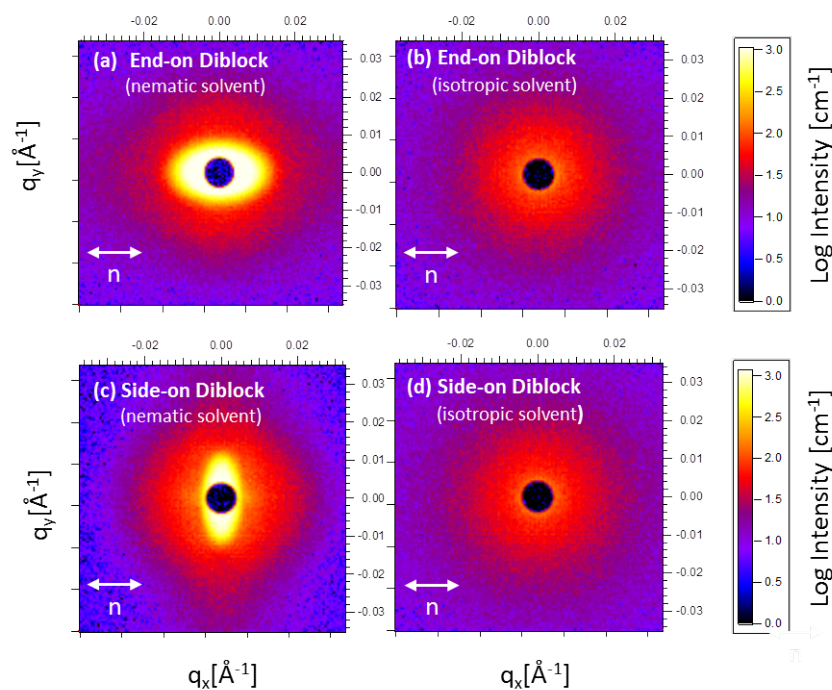 -0.02 0.00 0.02
-0.02 0.00 0.02
(a) End-on Diblock
(nematic solvent)
(b) End-on Diblock
(isotropic solvent)
q_y[Å⁻¹]
n
n
0.03
0.02
0.01
0.00
-0.01
-0.02
-0.03
0.03
0.02
0.01
0.00
-0.01
-0.02
-0.03
3.0
2.5
2.0
1.5
1.0
0.5
0.0
Log Intensity [cm⁻¹]
-0.02 0.00 0.02
-0.02 0.00 0.02
(c) Side-on Diblock
(nematic solvent)
(d) Side-on Diblock
(isotropic solvent)
q_y[Å⁻¹]
n
n
0.03
0.02
0.01
0.00
-0.01
-0.02
-0.03
0.03
0.02
0.01
0.00
-0.01
-0.02
-0.03
3.0
2.5
2.0
1.5
1.0
0.5
0.0
Log Intensity [cm⁻¹]
q_x[Å⁻¹]
q_x[Å⁻¹]